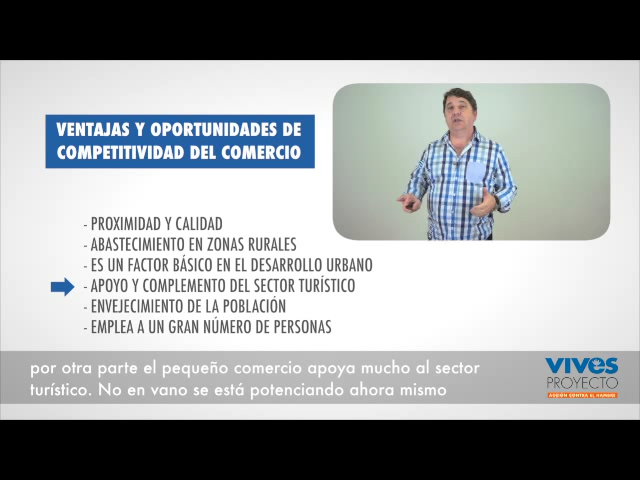 VENTAJAS Y OPORTUNIDADES DE
COMPETITIVIDAD DEL COMERCIO
- PROXIMIDAD Y CALIDAD
- ABASTECIMIENTO EN ZONAS RURALES
- ES UN FACTOR BÁSICO EN EL DESARROLLO URBANO
- APOYO Y COMPLEMENTO DEL SECTOR TURÍSTICO
- ENVEJECIMIENTO DE LA POBLACIÓN
- EMPLEA A UN GRAN NÚMERO DE PERSONAS
por otra parte el pequeño comercio apoya mucho al sector
turístico. No en vano se está potenciando ahora mismo
VIVES
PROYECTO
ACCIÓN CONTRA EL HAMBRE